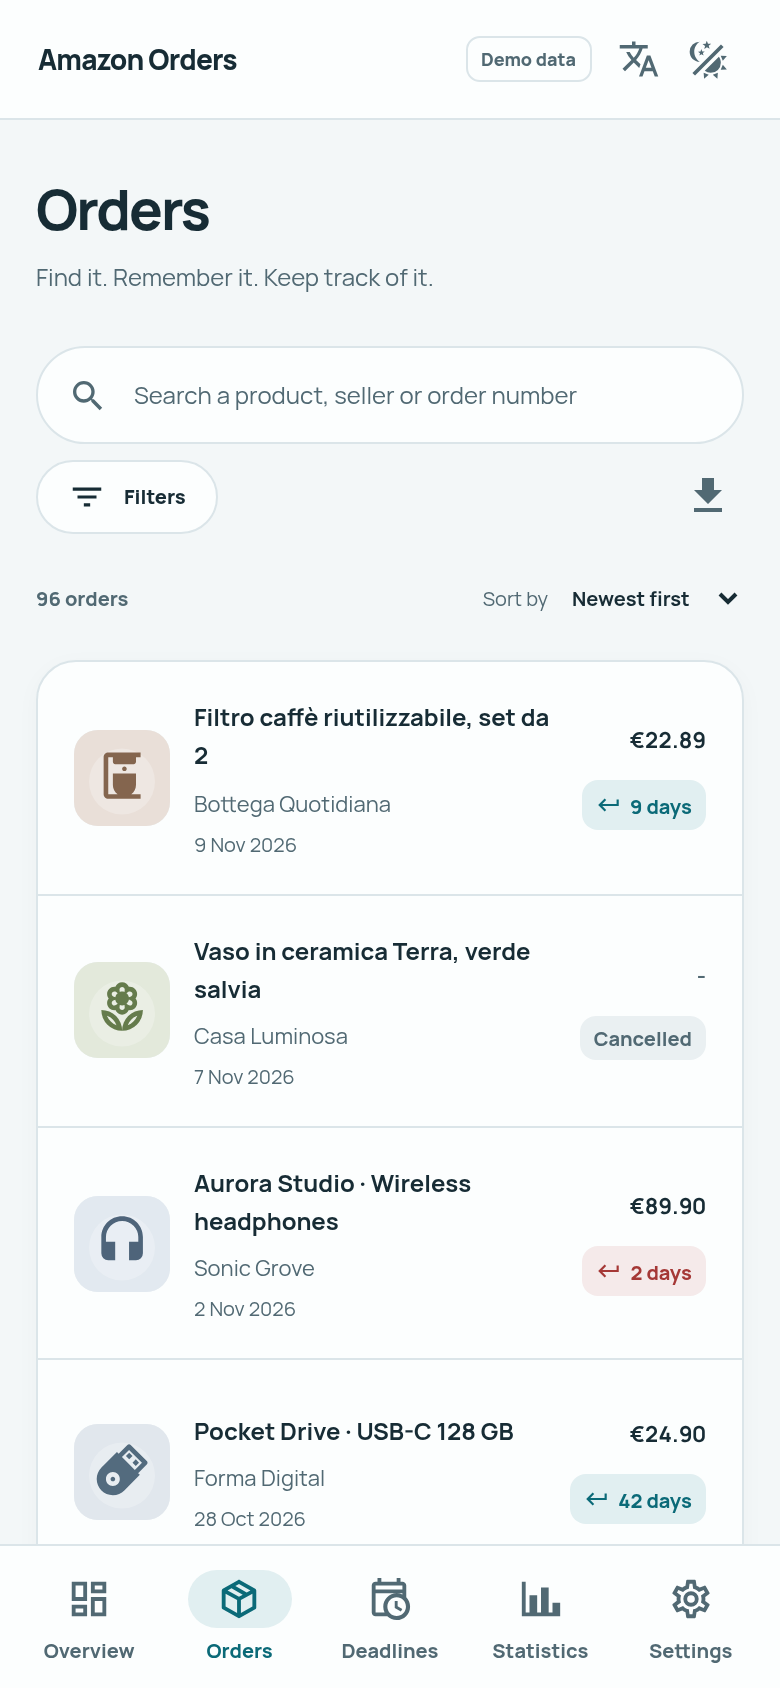 Amazon Orders
Demo data
Orders
Find it. Remember it. Keep track of it.
Search a product, seller or order number
Filters
96 orders
Sort by
Newest first
Filtro caffè riutilizzabile, set da
2
Bottega Quotidiana
9 Nov 2026
€22.89
9 days
Vaso in ceramica Terra, verde
salvia
Casa Luminosa
7 Nov 2026
-
Cancelled
Aurora Studio · Wireless
headphones
Sonic Grove
2 Nov 2026
€89.90
2 days
Pocket Drive · USB-C 128 GB
Forma Digital
28 Oct 2026
€24.90
42 days
Overview
Orders
Deadlines
Statistics
Settings